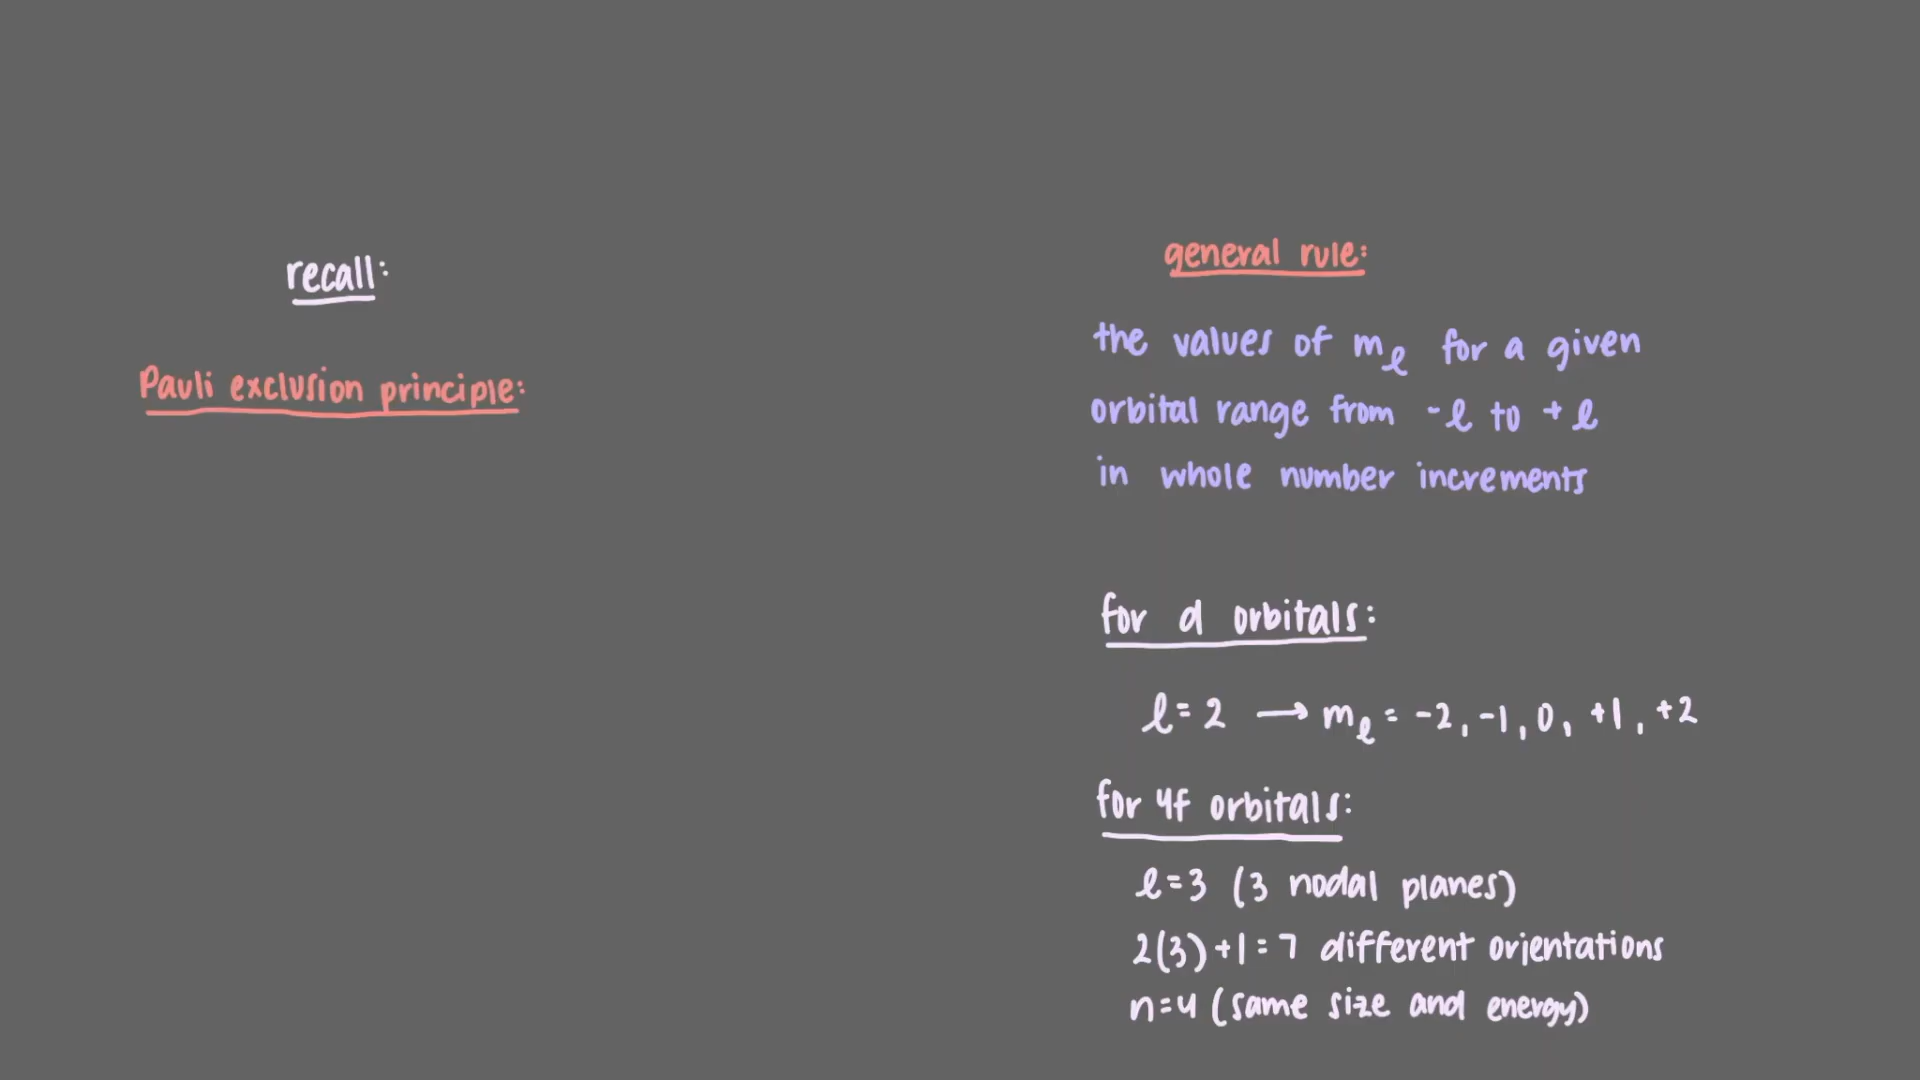 recall:
Pauli exclusion principle:
general rule:
the values of mℓ for a given
orbital range from -ℓ to +ℓ
in whole number increments
for d orbitals:
ℓ=2 → mℓ = -2, -1, 0, +1, +2
for 4f orbitals:
ℓ=3 (3 nodal planes)
2(3)+1=7 different orientations
n=4 (same size and energy)